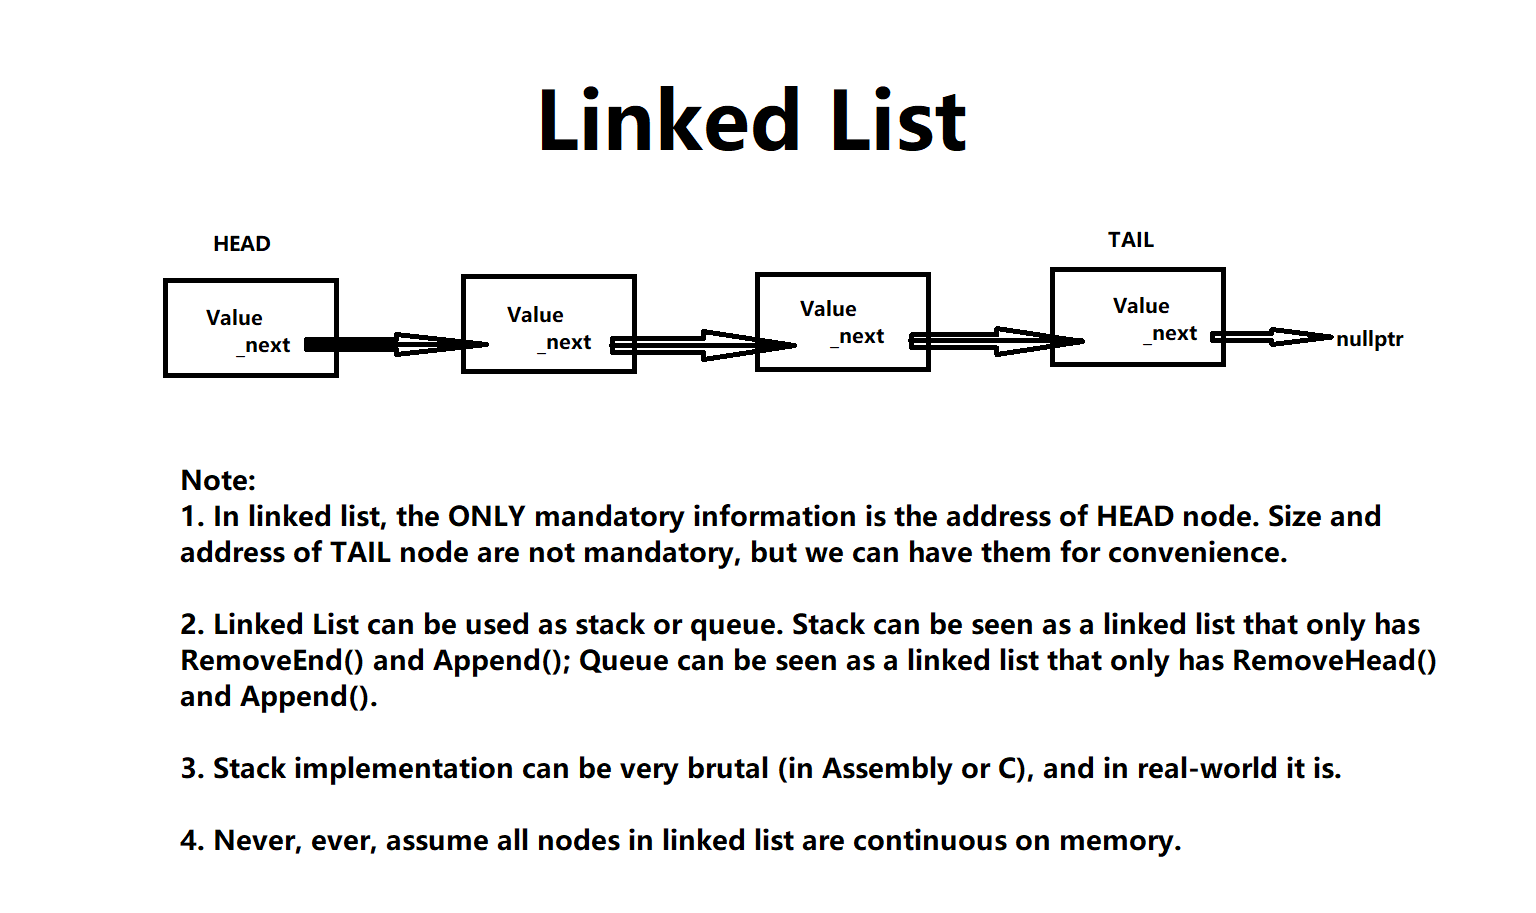 Linked List
HEAD
TAIL
Value
_next
Value
_next
Value
_next
Value
_next
nullptr
Note:
1. In linked list, the ONLY mandatory information is the address of HEAD node. Size and
address of TAIL node are not mandatory, but we can have them for convenience.
2. Linked List can be used as stack or queue. Stack can be seen as a linked list that only has
RemoveEnd() and Append(); Queue can be seen as a linked list that only has RemoveHead()
and Append().
3. Stack implementation can be very brutal (in Assembly or C), and in real-world it is.
4. Never, ever, assume all nodes in linked list are continuous on memory.